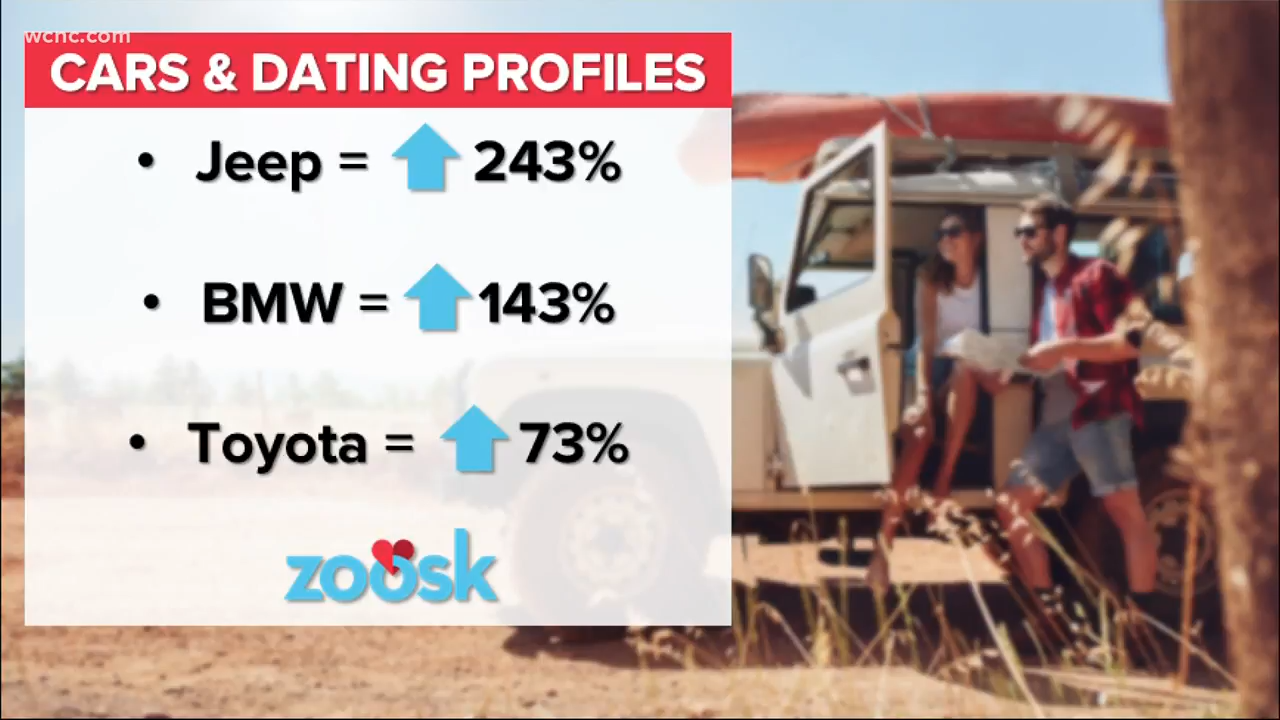 wcnc.com
CARS & DATING PROFILES
• Jeep = 243%
• BMW = 143%
• Toyota = 73%
zoosk